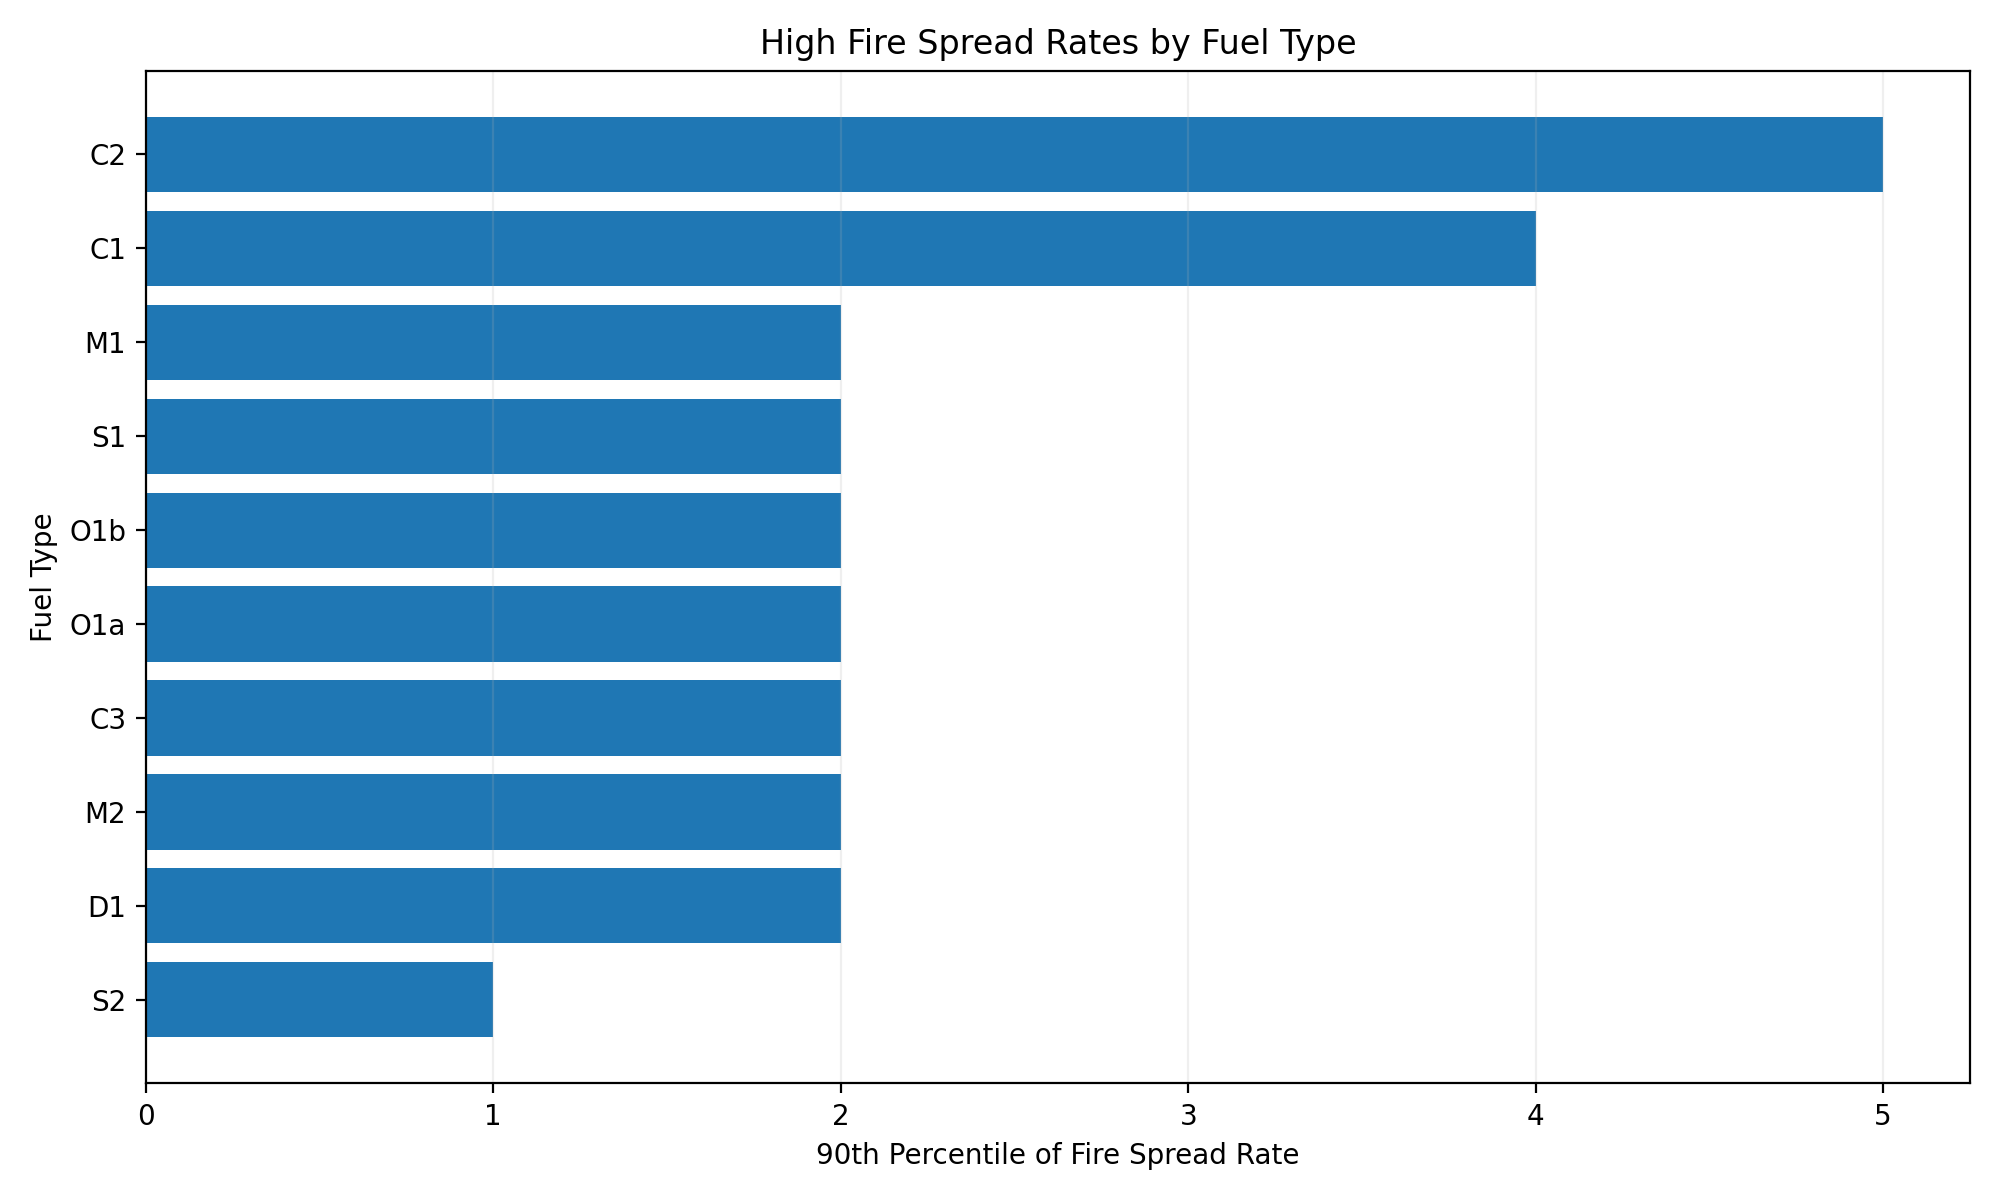 High Fire Spread Rates by Fuel Type
Fuel Type
C2
C1
M1
S1
O1b
O1a
C3
M2
D1
S2
0 1 2 3 4 5
90th Percentile of Fire Spread Rate